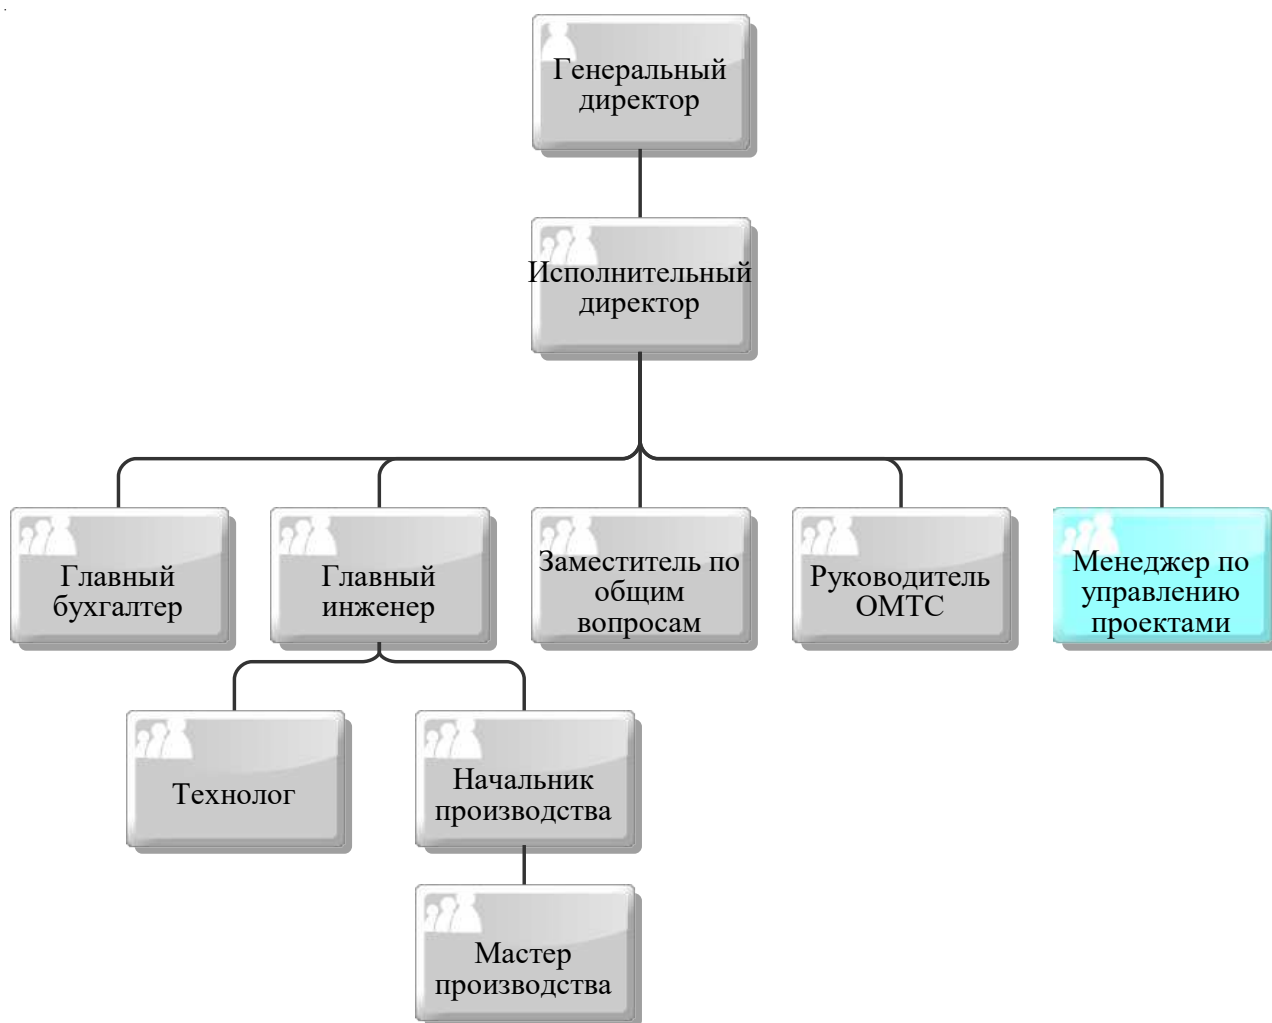 Генеральный
директор
Исполнительный
директор
Главный
бухгалтер
Главный
инженер
Заместитель по
общим
вопросам
Руководитель
ОМТС
Менеджер по
управлению
проектами
Технолог
Начальник
производства
Мастер
производства